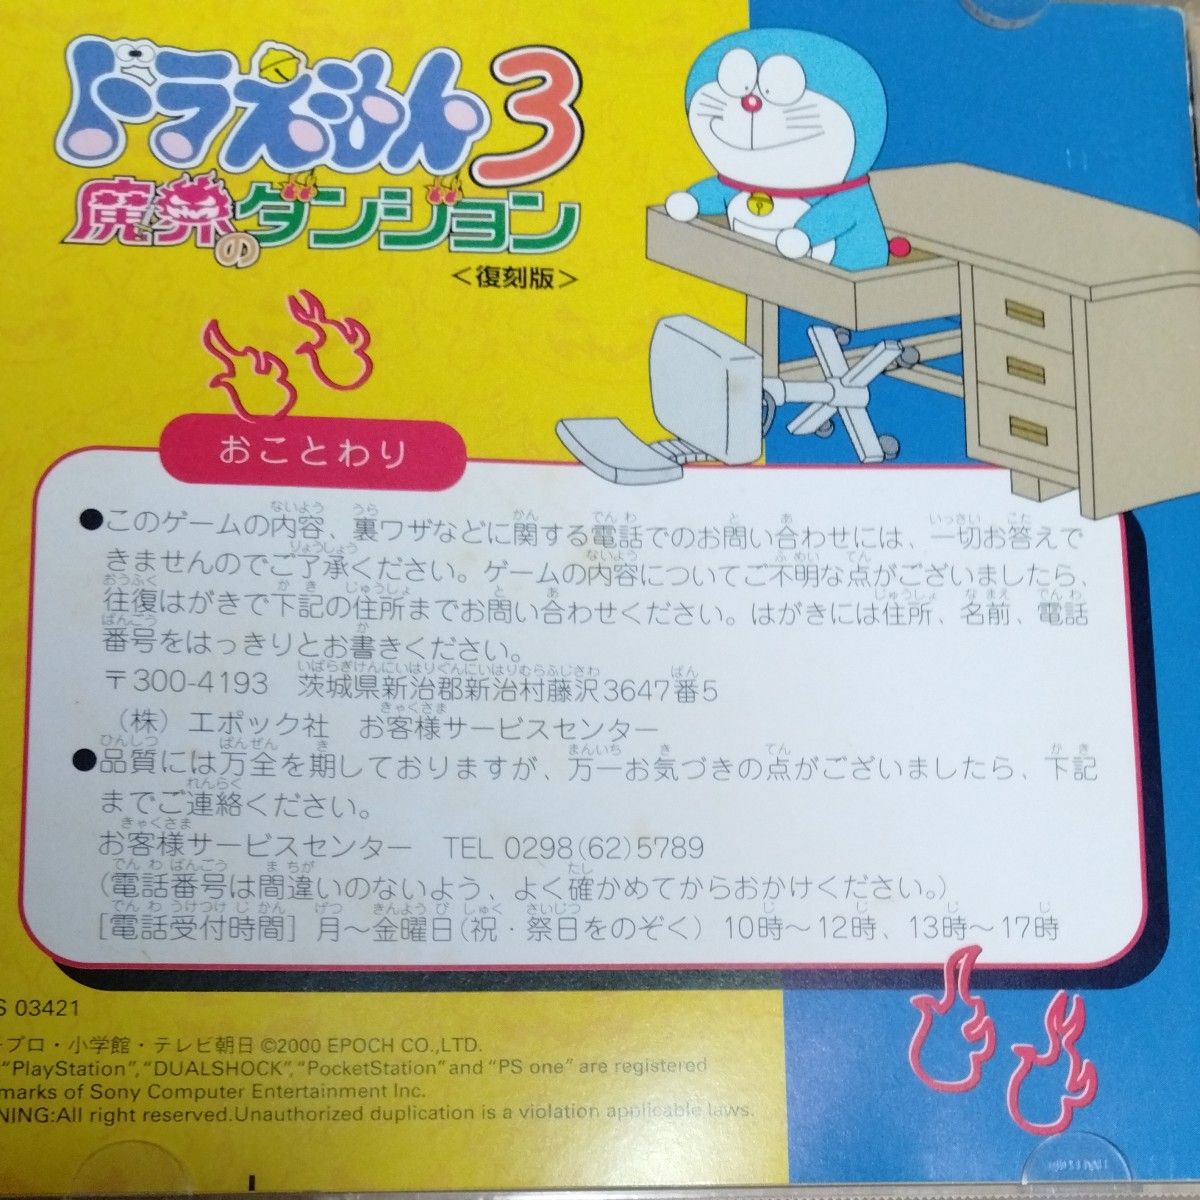 ドラえもん3
魔界のダンジョン
<復刻版>
おことわり
●このゲームの内容、裏ワザなどに関する電話でのお問い合わせには、一切お答えで
きませんのでご了承ください。ゲームの内容についてご不明な点がございましたら、
往復はがきで下記の住所までお問い合わせください。はがきには住所、名前、電話
番号をはっきりとお書きください。
〒300-4193 茨城県新治郡新治村藤沢3647番5
(株) エポック社 お客様サービスセンター
●品質には万全を期しておりますが、万一お気づきの点がございましたら、下記
までご連絡ください。
お客様サービスセンター TEL 0298(62)5789
(電話番号は間違いのないよう、よく確かめてからおかけください。)
[電話受付時間] 月〜金曜日(祝・祭日をのぞく) 10時〜12時、13時〜17時
S 03421
プロ・小学館・テレビ朝日 ©2000 EPOCH CO.,LTD.
"PlayStation", "DUALSHOCK", "PocketStation" and "PS one" are registered
marks of Sony Computer Entertainment Inc.
NING:All right reserved.Unauthorized duplication is a violation applicable laws.